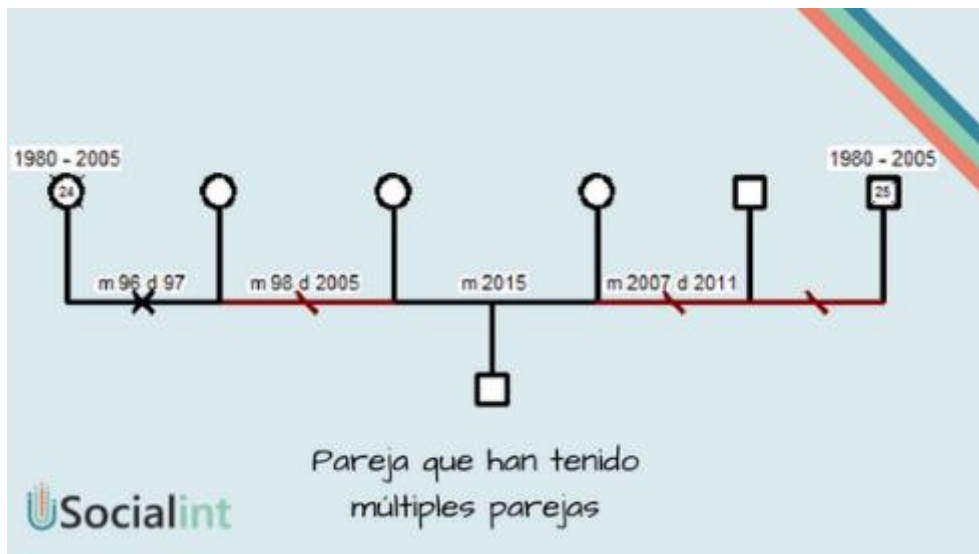 1980 - 2005
1980 - 2005
24
25
m 96 d 97
m 98 d 2005
m 2015
m 2007 d 2011
Pareja que han tenido
múltiples parejas
Socialint